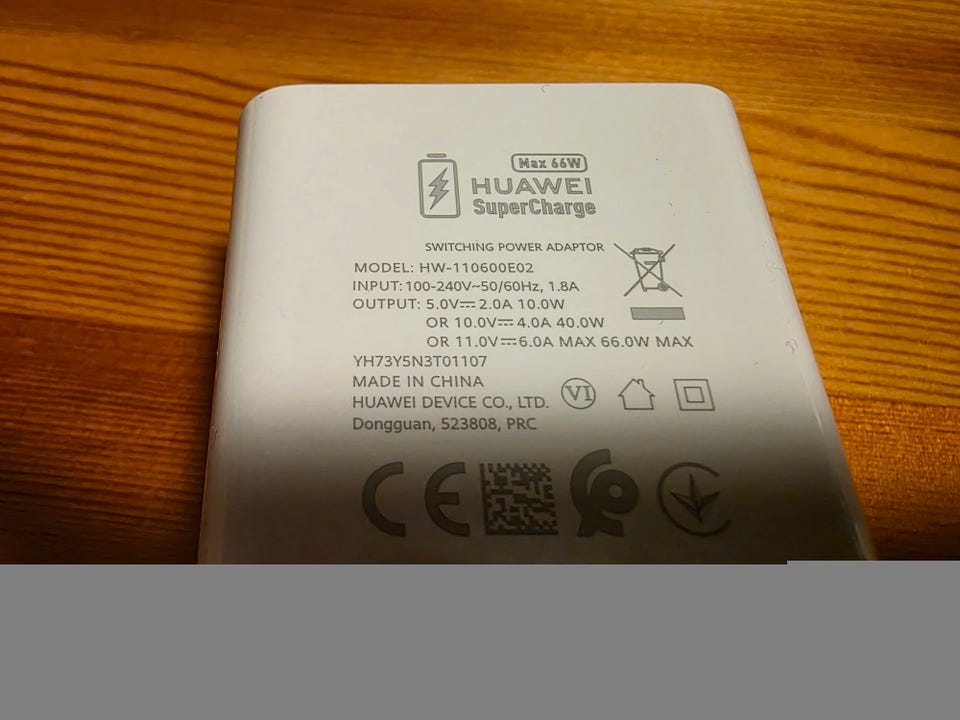 Max 66W
HUAWEI
SuperCharge
SWITCHING POWER ADAPTOR
MODEL: HW-110600E02
INPUT: 100-240V~50/60Hz, 1.8A
OUTPUT: 5.0V⎓2.0A 10.0W
OR 10.0V⎓4.0A 40.0W
OR 11.0V⎓6.0A MAX 66.0W MAX
YH73Y5N3T01107
MADE IN CHINA
HUAWEI DEVICE CO., LTD.
Dongguan, 523808, PRC
VI
CE